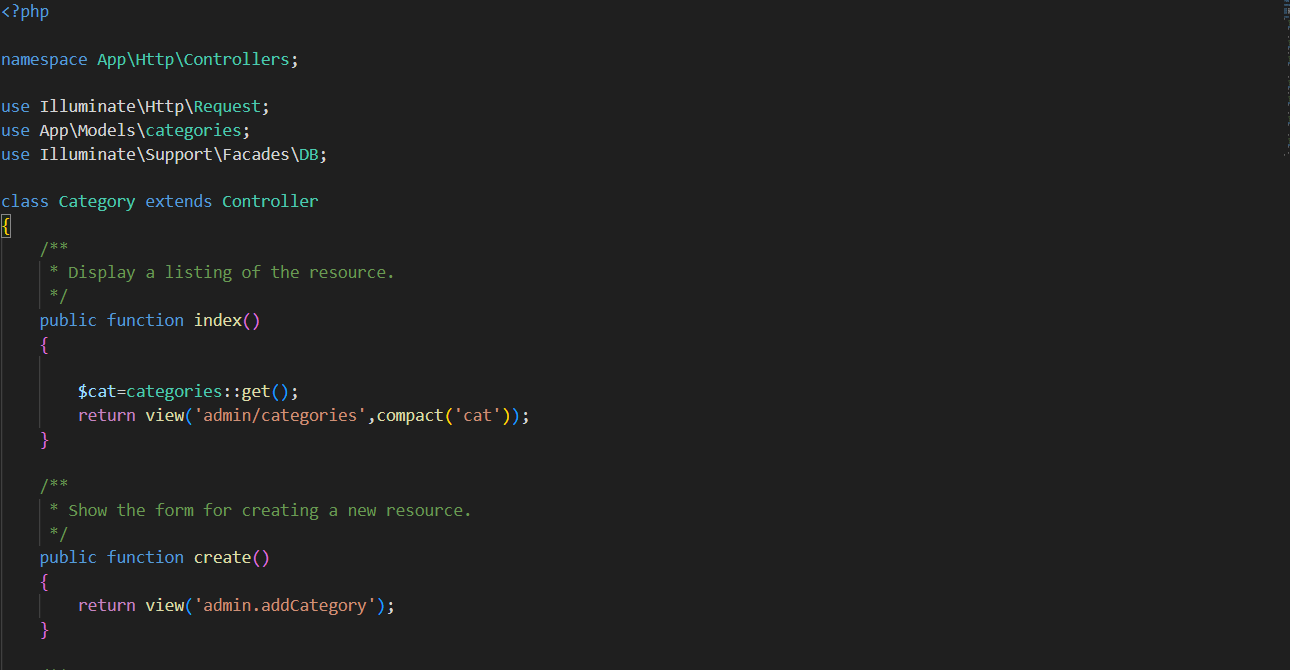 <?php
namespace App\Http\Controllers;
use Illuminate\Http\Request;
use App\Models\categories;
use Illuminate\Support\Facades\DB;
class Category extends Controller
{
    /**
     * Display a listing of the resource.
     */
    public function index()
    {
        $cat=categories::get();
        return view('admin/categories',compact('cat'));
    }
    /**
     * Show the form for creating a new resource.
     */
    public function create()
    {
        return view('admin.addCategory');
    }